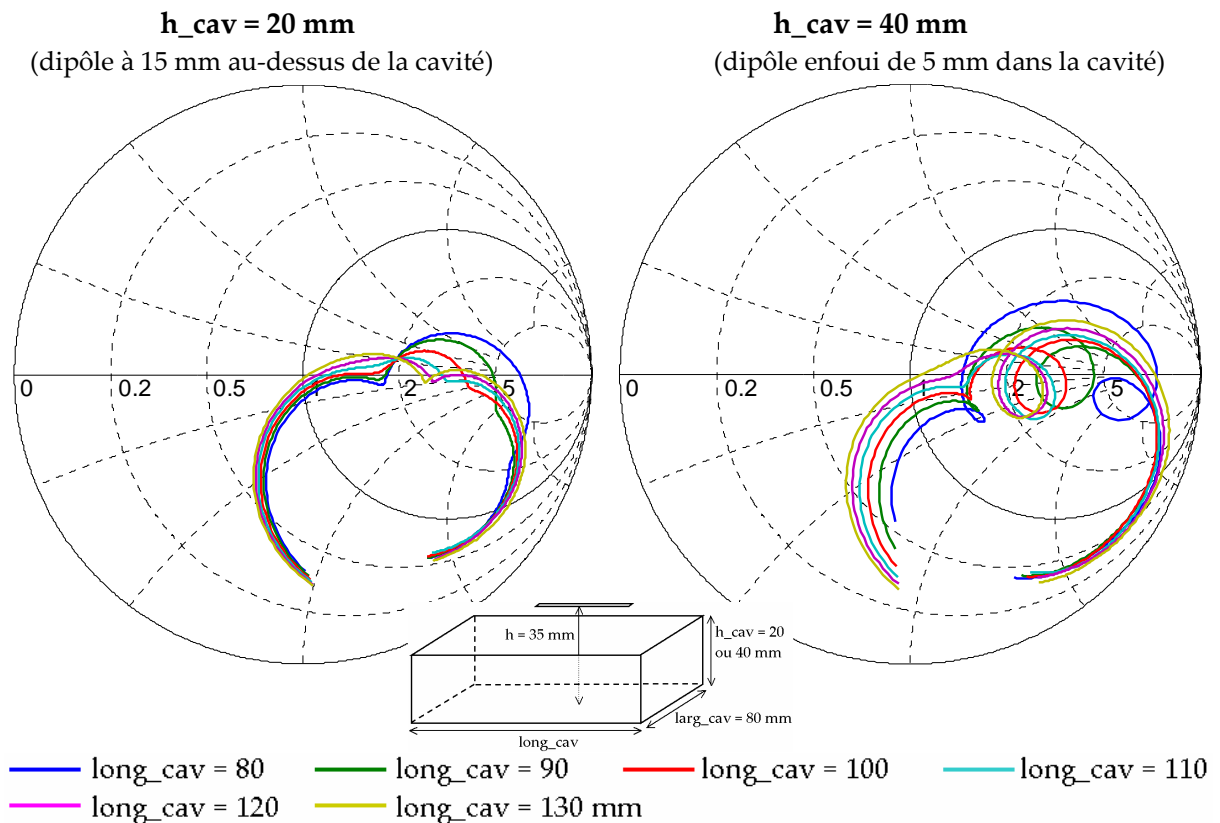 h_cav = 20 mm
(dipôle à 15 mm au-dessus de la cavité)
h_cav = 40 mm
(dipôle enfoui de 5 mm dans la cavité)
0 0.2 0.5 2 5
0 0.2 0.5 1 2 5
h = 35 mm
h_cav = 20
ou 40 mm
larg_cav = 80 mm
long_cav
long_cav = 80
long_cav = 90
long_cav = 100
long_cav = 110
long_cav = 120
long_cav = 130 mm